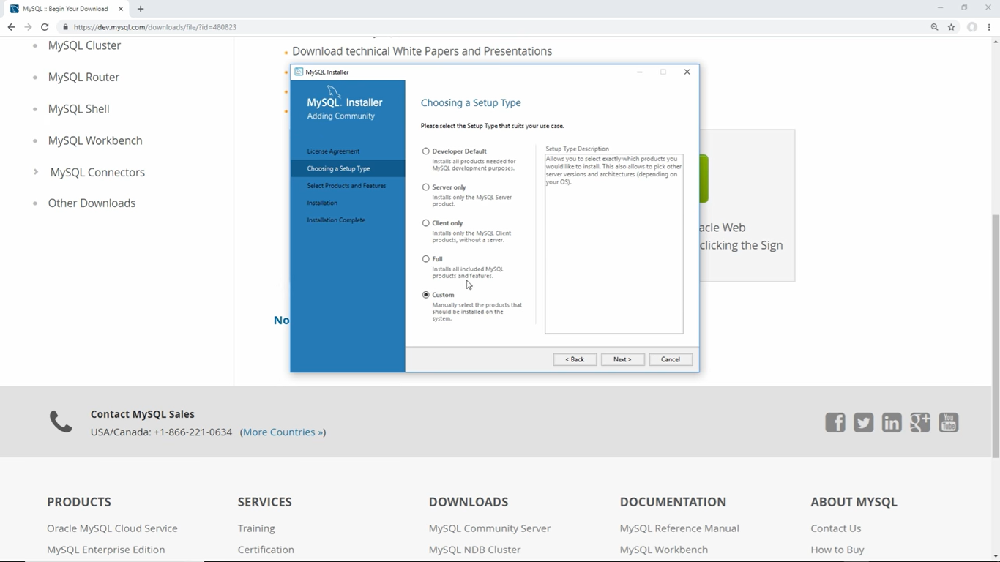 MySQL :: Begin Your Download
https://dev.mysql.com/downloads/file/?id=480823
MySQL Cluster
MySQL Router
MySQL Shell
MySQL Workbench
MySQL Connectors
Other Downloads
Download technical White Papers and Presentations
MySQL Installer
MySQL. Installer
Adding Community
License Agreement
Choosing a Setup Type
Select Products and Features
Installation
Installation Complete
Choosing a Setup Type
Please select the Setup Type that suits your use case.
Developer Default
Installs all products needed for
MySQL development purposes.
Server only
Installs only the MySQL Server
product.
Client only
Installs only the MySQL Client
products, without a server.
Full
Installs all included MySQL
products and features.
Custom
Manually select the products that
should be installed on the
system.
Setup Type Description
Allows you to select exactly which products you
would like to install. This also allows to pick other
server versions and architectures (depending on
your OS).
< Back
Next >
Cancel
acle Web
clicking the Sign
No
Contact MySQL Sales
USA/Canada: +1-866-221-0634 (More Countries »)
You
Tube
PRODUCTS
Oracle MySQL Cloud Service
MySQL Enterprise Edition
SERVICES
Training
Certification
DOWNLOADS
MySQL Community Server
MySQL NDB Cluster
DOCUMENTATION
MySQL Reference Manual
MySQL Workbench
ABOUT MYSQL
Contact Us
How to Buy